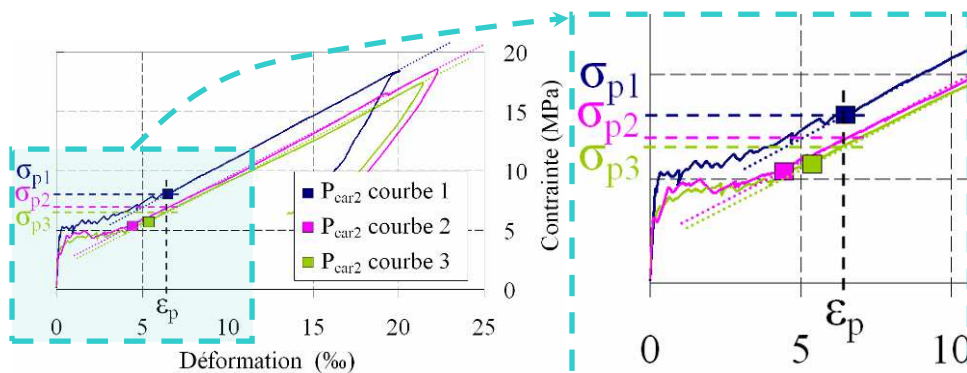 20
15
10
5
0
Contrainte (MPa)
σp1
σp2
σp3
εp
0
5
10
15
20
25
Déformation (‰)
Pcar2 courbe 1
Pcar2 courbe 2
Pcar2 courbe 3
σp1
σp2
σp3
εp
0
5
10